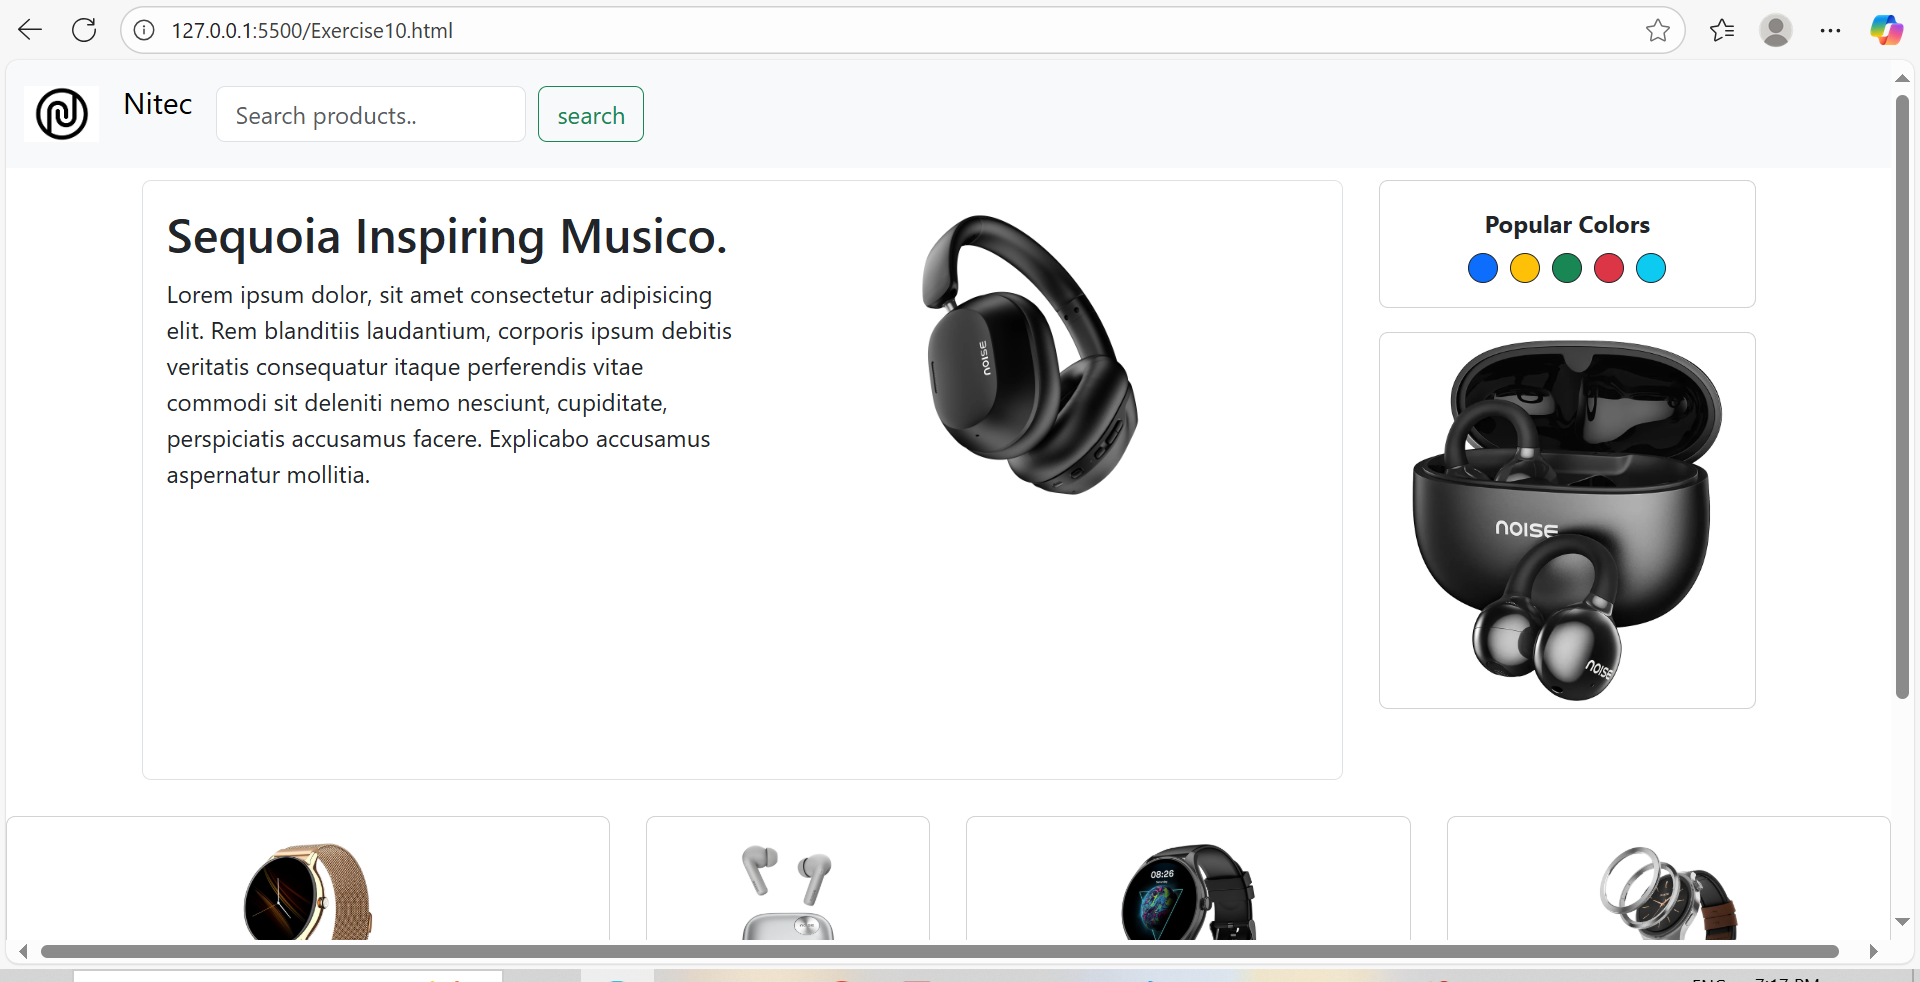 127.0.0.1:5500/Exercise10.html
Nitec
Search products..
search
Sequoia Inspiring Musico.
Lorem ipsum dolor, sit amet consectetur adipisicing
elit. Rem blanditiis laudantium, corporis ipsum debitis
veritatis consequatur itaque perferendis vitae
commodi sit deleniti nemo nesciunt, cupiditate,
perspiciatis accusamus facere. Explicabo accusamus
aspernatur mollitia.
noise
Popular Colors
noise
noise
08:26